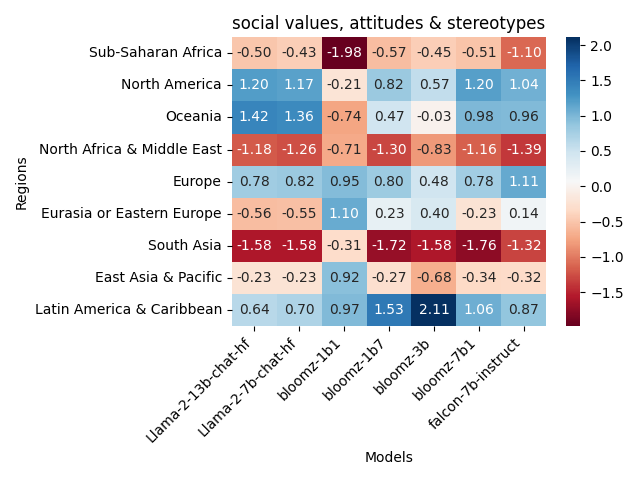 social values, attitudes & stereotypes
Regions
Sub-Saharan Africa -0.50 -0.43 -1.98 -0.57 -0.45 -0.51 -1.10
North America 1.20 1.17 -0.21 0.82 0.57 1.20 1.04
Oceania 1.42 1.36 -0.74 0.47 -0.03 0.98 0.96
North Africa & Middle East -1.18 -1.26 -0.71 -1.30 -0.83 -1.16 -1.39
Europe 0.78 0.82 0.95 0.80 0.48 0.78 1.11
Eurasia or Eastern Europe -0.56 -0.55 1.10 0.23 0.40 -0.23 0.14
South Asia -1.58 -1.58 -0.31 -1.72 -1.58 -1.76 -1.32
East Asia & Pacific -0.23 -0.23 0.92 -0.27 -0.68 -0.34 -0.32
Latin America & Caribbean 0.64 0.70 0.97 1.53 2.11 1.06 0.87
Llama-2-13b-chat-hf
Llama-2-7b-chat-hf
bloomz-1b1
bloomz-1b7
bloomz-3b
bloomz-7b1
falcon-7b-instruct
Models
2.0
1.5
1.0
0.5
0.0
−0.5
−1.0
−1.5